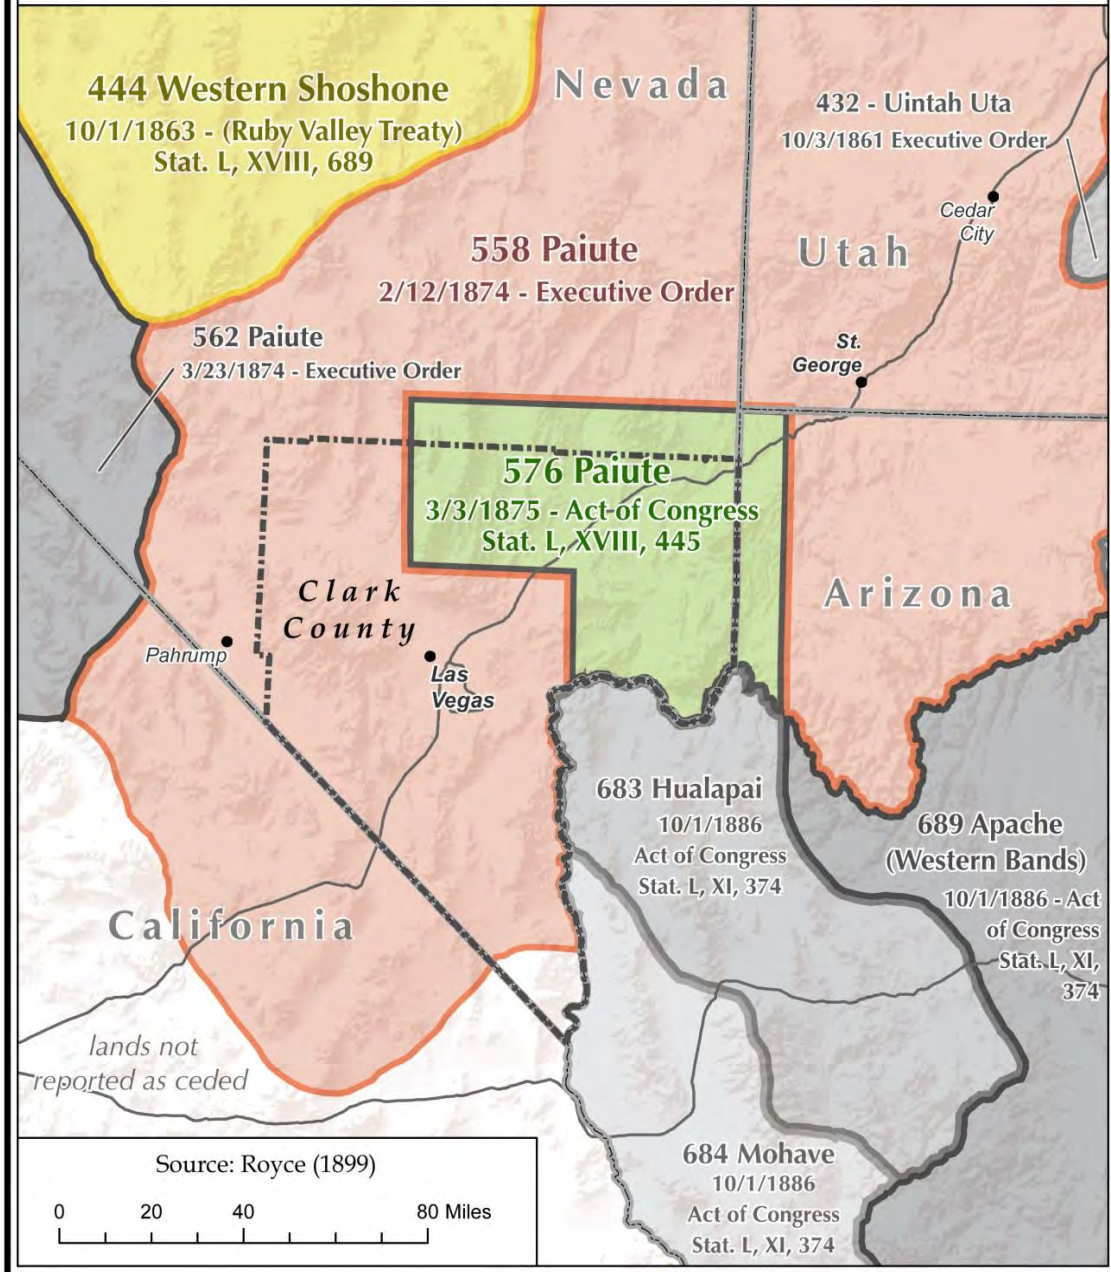 444 Western Shoshone
10/1/1863 - (Ruby Valley Treaty)
Stat. L, XVIII, 689
Nevada
432 - Uintah Uta
10/3/1861 Executive Order
Cedar
City
Utah
558 Paiute
2/12/1874 - Executive Order
562 Paiute
3/23/1874 - Executive Order
St.
George
576 Paiute
3/3/1875 - Act of Congress
Stat. L, XVIII, 445
Clark
County
Arizona
Pahrump
Las
Vegas
683 Hualapai
10/1/1886
Act of Congress
Stat. L, XI, 374
689 Apache
(Western Bands)
10/1/1886 - Act
of Congress
Stat. L, XI,
374
California
lands not
reported as ceded
684 Mohave
10/1/1886
Act of Congress
Stat. L, XI, 374
Source: Royce (1899)
0 20 40 80 Miles